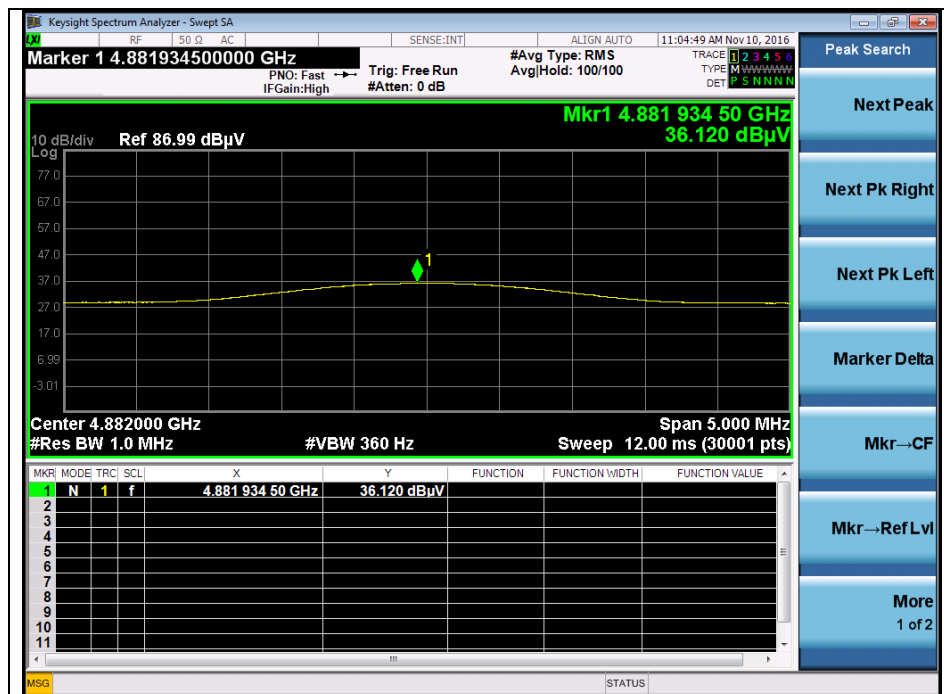 Keysight Spectrum Analyzer - Swept SA
LXI RF 50 Ω AC SENSE:INT ALIGN AUTO 11:04:49 AM Nov 10, 2016
Marker 1 4.881934500000 GHz
PNO: Fast
IFGain:High
Trig: Free Run
#Atten: 0 dB
#Avg Type: RMS
Avg|Hold: 100/100
TRACE 1 2 3 4 5 6
TYPE M WWWWW
DET P S N N N N
Peak Search
Next Peak
Next Pk Right
Next Pk Left
Marker Delta
Mkr→CF
Mkr→Ref Lvl
More
1 of 2
Mkr1 4.881 934 50 GHz
36.120 dBµV
10 dB/div Ref 86.99 dBµV
Log
77.0
67.0
57.0
47.0
37.0
27.0
17.0
6.99
-3.01
1
Center 4.882000 GHz Span 5.000 MHz
#Res BW 1.0 MHz #VBW 360 Hz Sweep 12.00 ms (30001 pts)
MKR MODE TRC SCL X Y FUNCTION FUNCTION WIDTH FUNCTION VALUE
1 N 1 f 4.881 934 50 GHz 36.120 dBµV
2
3
4
5
6
7
8
9
10
11
MSG STATUS